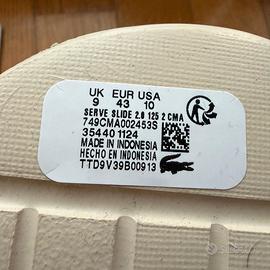 UK EUR USA
9 43 10
SERVE SLIDE 2.0 125 2 CMA
749CMA002453S
35440 1124
MADE IN INDONESIA
HECHO EN INDONESIA
TTD9V39B00913
subito